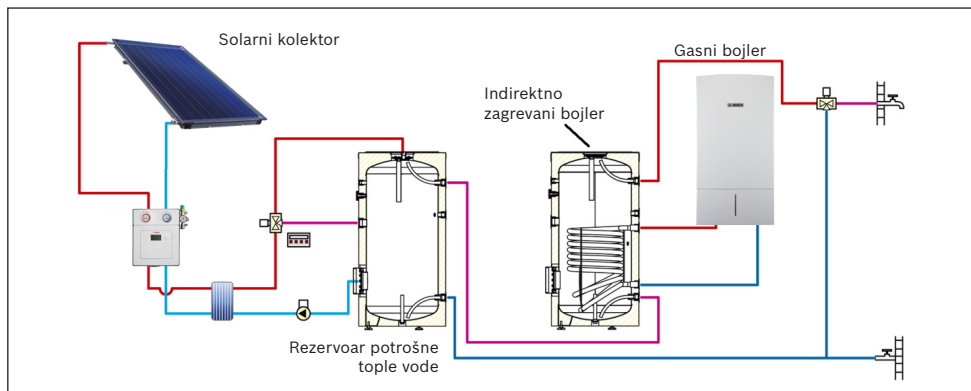 Solarni kolektor
Gasni bojler
Indirektno
zagrevani bojler
Rezervoar potrošne
tople vode